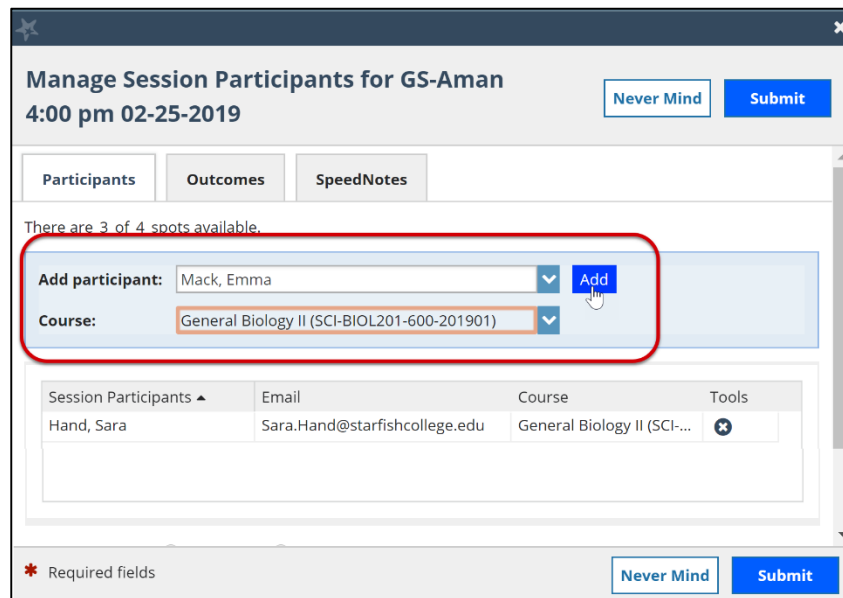 Manage Session Participants for GS-Aman
4:00 pm 02-25-2019
Never Mind
Submit
Participants
Outcomes
SpeedNotes
There are 3 of 4 spots available.
Add participant: Mack, Emma Add
Course: General Biology II (SCI-BIOL201-600-201901)
Session Participants Email Course Tools
Hand, Sara Sara.Hand@starfishcollege.edu General Biology II (SCI-...
* Required fields
Never Mind
Submit